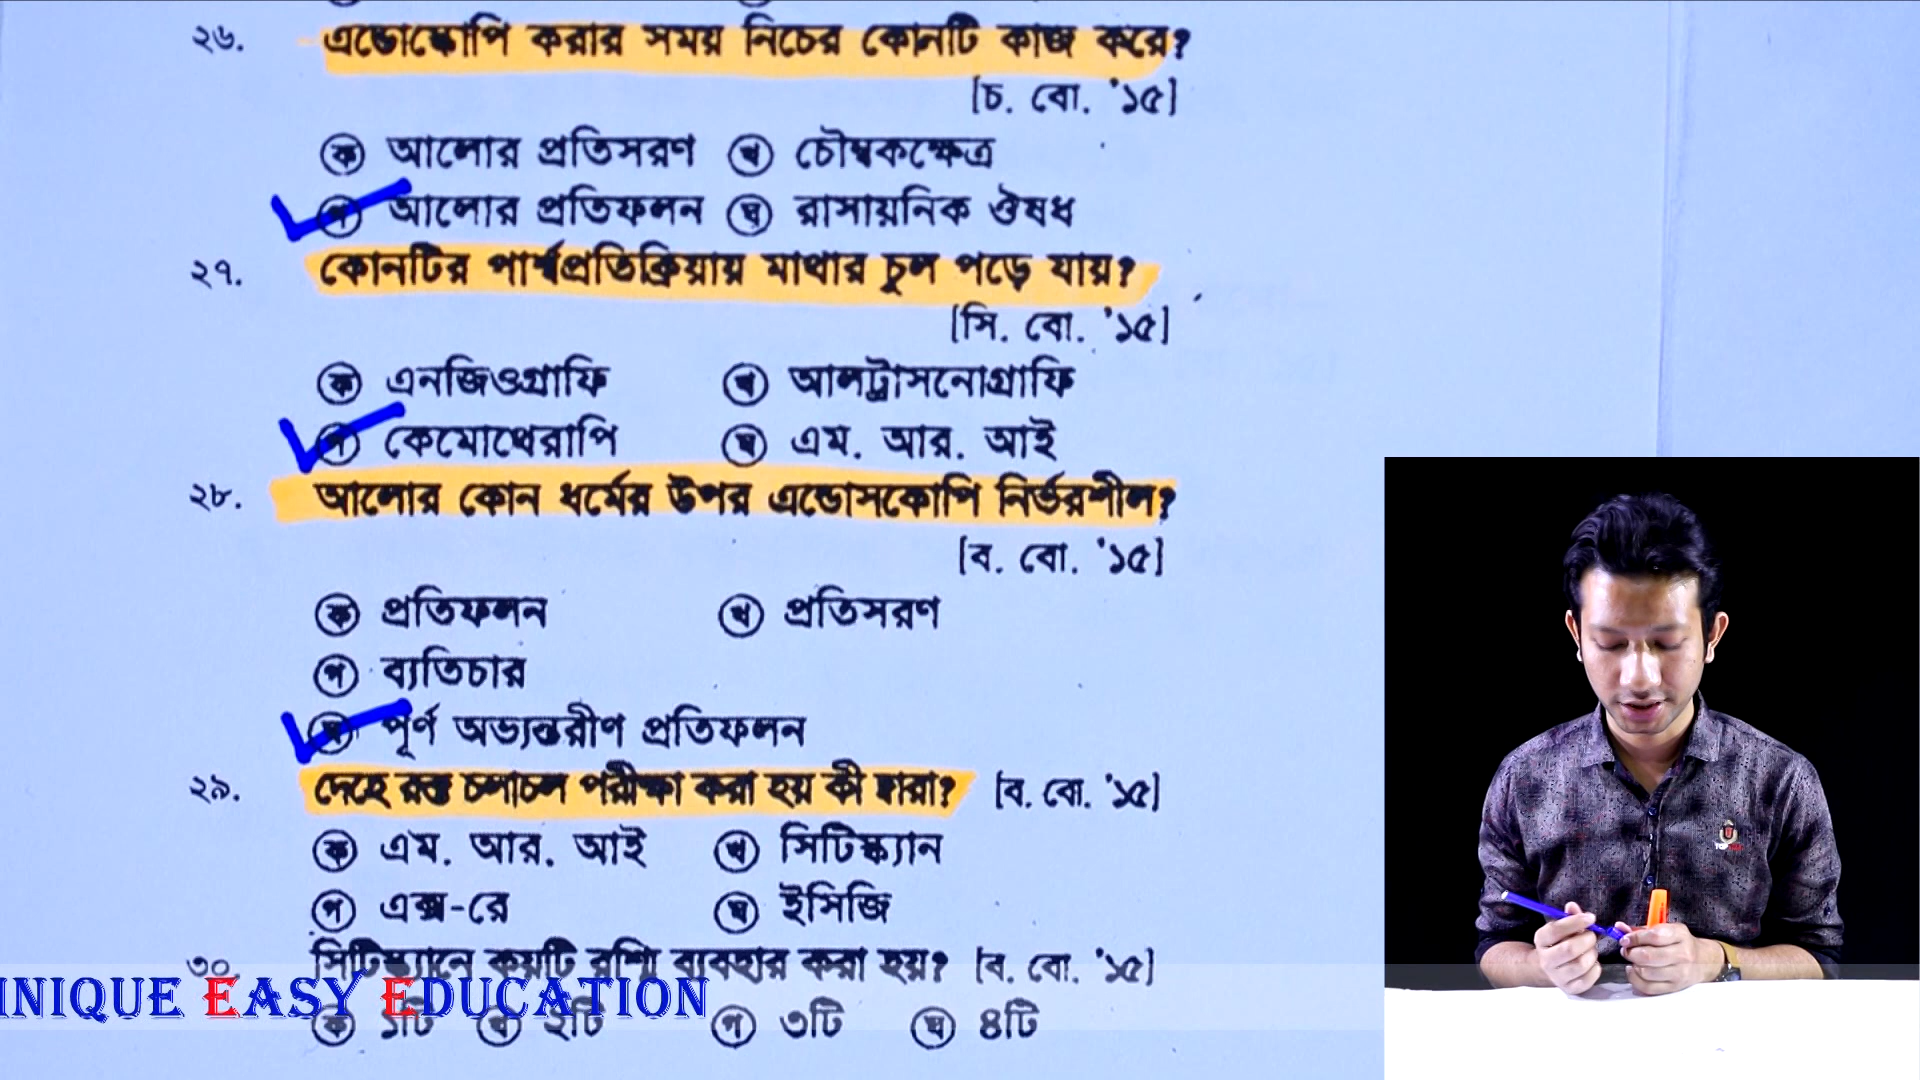 ২৬. এন্ডোস্কোপি করার সময় নিচের কোনটি কাজ করে?
[চ. বো. '১৫]
ক আলোর প্রতিসরণ খ চৌম্বকক্ষেত্র
গ আলোর প্রতিফলন ঘ রাসায়নিক ঔষধ
২৭. কোনটির পার্শ্বপ্রতিক্রিয়ায় মাথার চুল পড়ে যায়?
[সি. বো. '১৫]
ক এনজিওগ্রাফি খ আলট্রাসনোগ্রাফি
গ কেমোথেরাপি ঘ এম. আর. আই
২৮. আলোর কোন ধর্মের উপর এন্ডোসকোপি নির্ভরশীল?
[ব. বো. '১৫]
ক প্রতিফলন খ প্রতিসরণ
গ ব্যতিচার
ঘ পূর্ণ অভ্যন্তরীণ প্রতিফলন
২৯. দেহে রক্ত চলাচল পরীক্ষা করা হয় কী দ্বারা? [ব. বো. '১৫]
ক এম. আর. আই খ সিটিস্ক্যান
গ এক্স-রে ঘ ইসিজি
৩০. সিটিস্ক্যানে কয়টি রশ্মি ব্যবহার করা হয়? [ব. বো. '১৫]
INIQUE EASY EDUCATION
ক ১টি খ ২টি গ ৩টি ঘ ৪টি